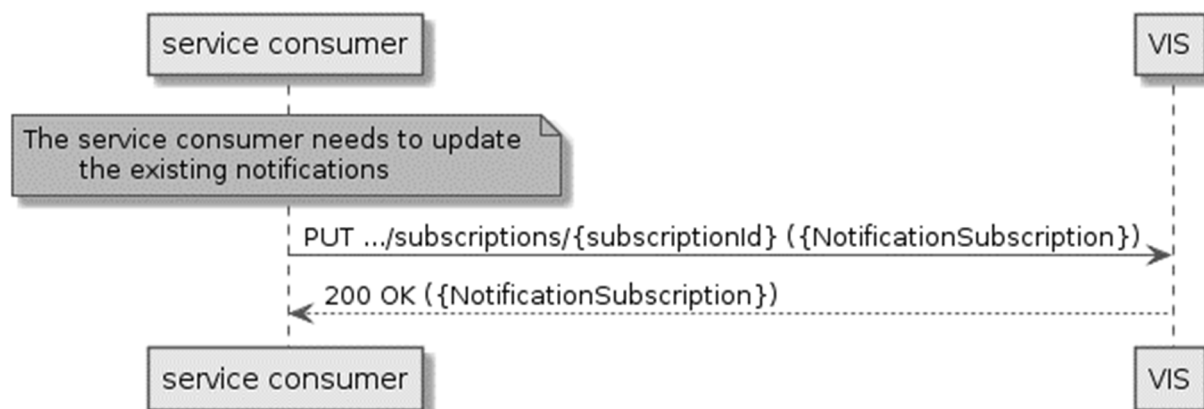 service consumer
VIS
The service consumer needs to update
the existing notifications
PUT .../subscriptions/{subscriptionId} ({NotificationSubscription})
200 OK ({NotificationSubscription})
service consumer
VIS